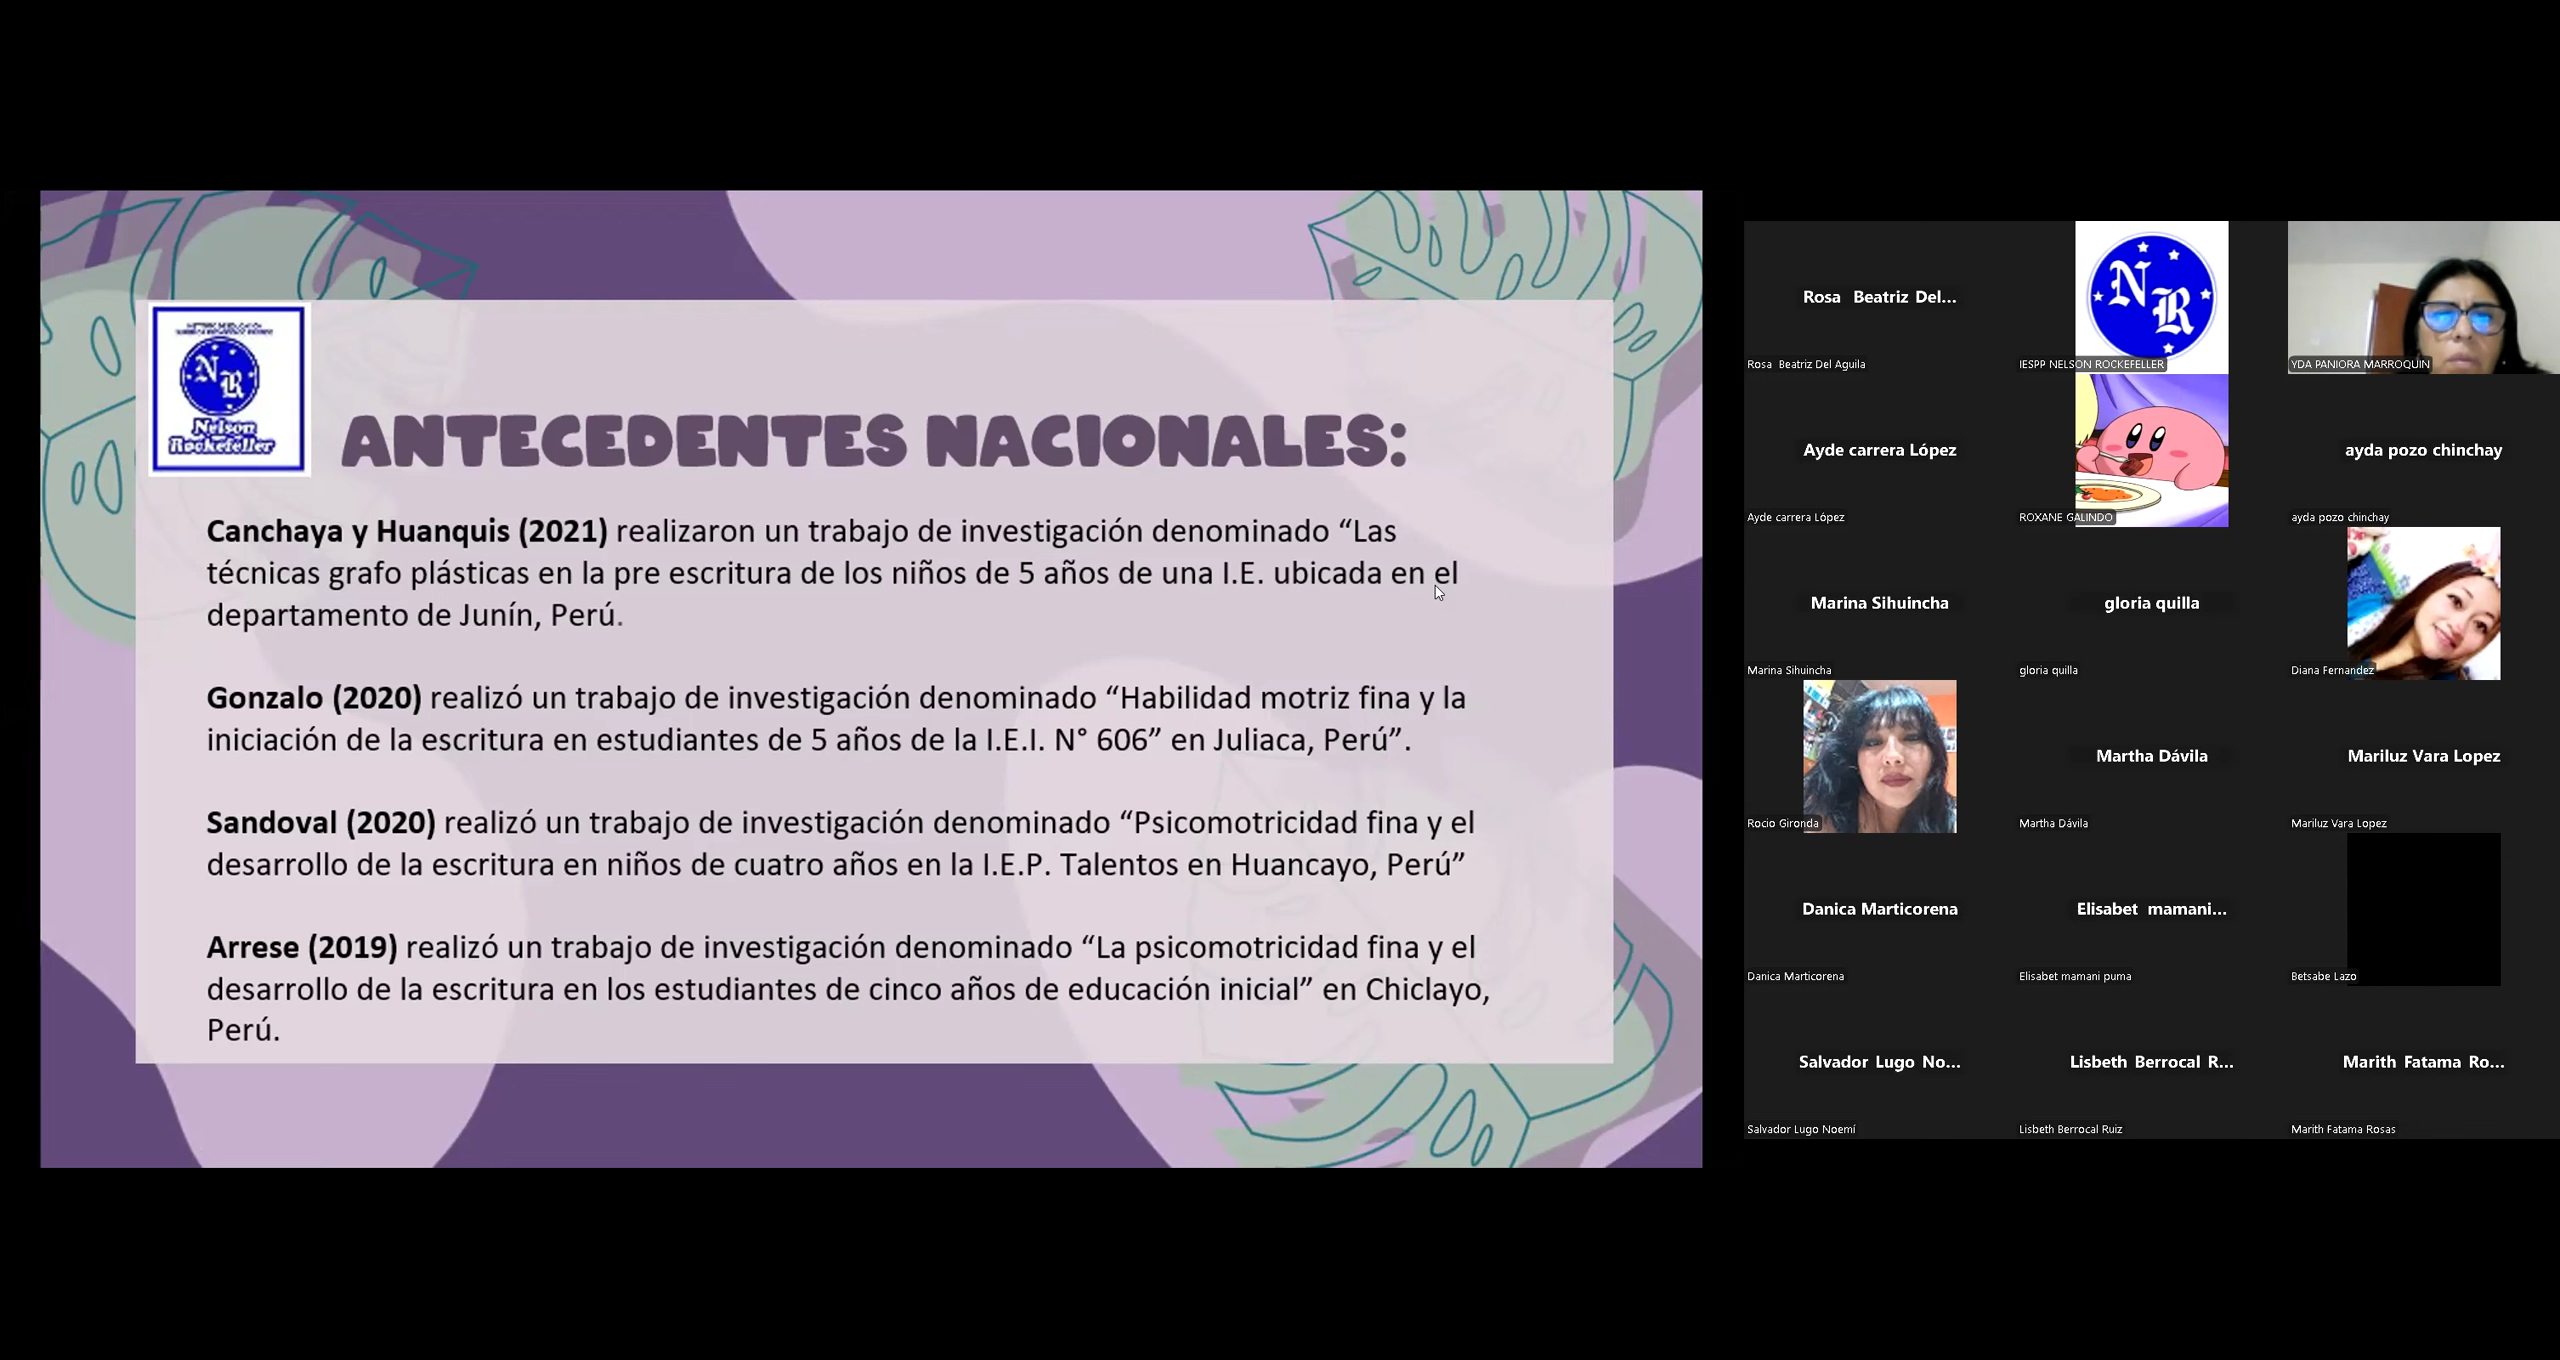 N R
Nelson
Rockefeller
ANTECEDENTES NACIONALES:
Canchaya y Huanquis (2021) realizaron un trabajo de investigación denominado “Las
técnicas grafo plásticas en la pre escritura de los niños de 5 años de una I.E. ubicada en el
departamento de Junín, Perú.
Gonzalo (2020) realizó un trabajo de investigación denominado “Habilidad motriz fina y la
iniciación de la escritura en estudiantes de 5 años de la I.E.I. N° 606” en Juliaca, Perú”.
Sandoval (2020) realizó un trabajo de investigación denominado “Psicomotricidad fina y el
desarrollo de la escritura en niños de cuatro años en la I.E.P. Talentos en Huancayo, Perú”
Arrese (2019) realizó un trabajo de investigación denominado “La psicomotricidad fina y el
desarrollo de la escritura en los estudiantes de cinco años de educación inicial” en Chiclayo,
Perú.
Rosa Beatriz Del...
Rosa Beatriz Del Aguila
N R
IESPP NELSON ROCKEFELLER
YDA PANIORA MARROQUIN
Ayde carrera López
Ayde carrera López
ROXANE GALINDO
ayda pozo chinchay
ayda pozo chinchay
Marina Sihuincha
Marina Sihuincha
gloria quilla
gloria quilla
Diana Fernandez
Rocio Gironda
Martha Dávila
Martha Dávila
Mariluz Vara Lopez
Mariluz Vara Lopez
Danica Marticorena
Danica Marticorena
Elisabet mamani...
Elisabet mamani puma
Betsabe Lazo
Salvador Lugo No...
Salvador Lugo Noemí
Lisbeth Berrocal R...
Lisbeth Berrocal Ruiz
Marith Fatama Ro...
Marith Fatama Rosas